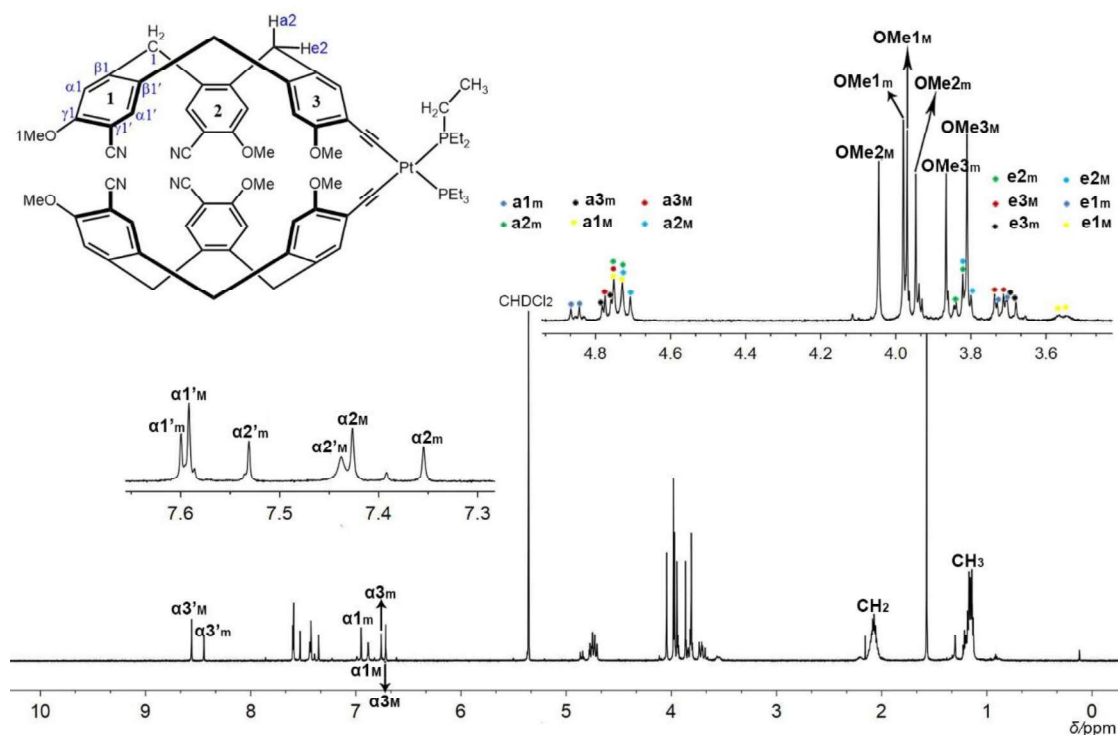 H₂
C
1
Ha2
He2
β1
α1
1
β1'
γ1
α1'
γ1'
1MeO
CN
2
NC
OMe
3
OMe
H₂C
CH₃
PEt₂
Pt
PEt₃
CN
MeO
NC
OMe
OMe
OMe1M
OMe1m
OMe2m
OMe2M
OMe3M
OMe3m
a1m a3m a3M
a2m a1M a2M
e2m e2M
e3M e1m
e3m e1M
CHDCl2
4.8 4.6 4.4 4.2 4.0 3.8 3.6
α1'M
α1'm
α2'm
α2'M
α2M
α2m
7.6 7.5 7.4 7.3
α3'M
α3'm
α1m
α3m
α1M
α3M
CH₂
CH₃
10 9 8 7 6 5 4 3 2 1 0
δ/ppm